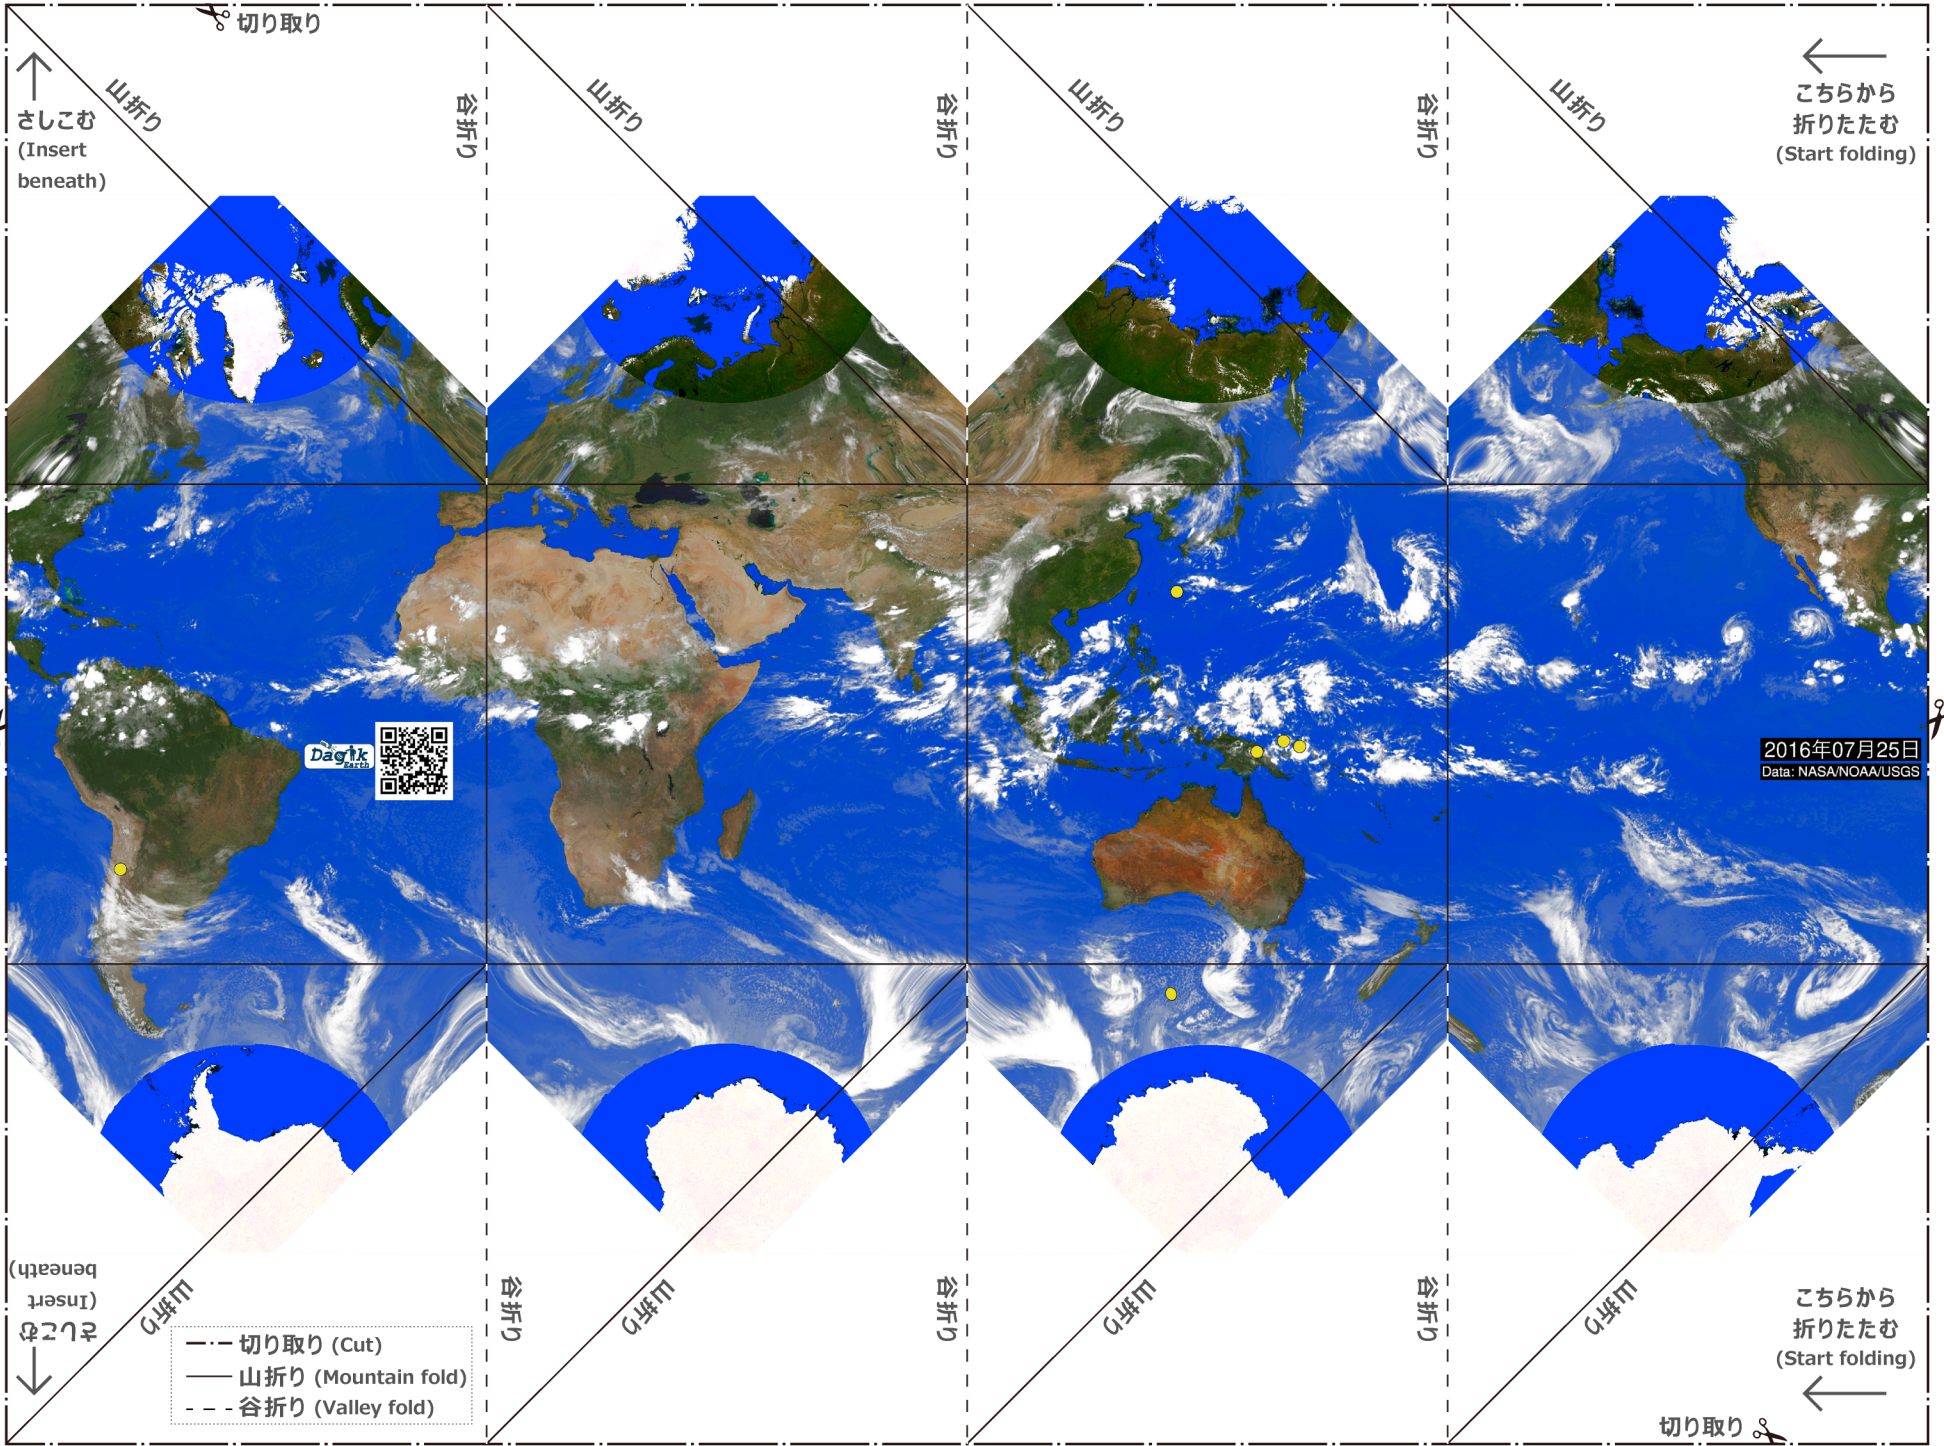 切り取り
山折り
谷折り
山折り
谷折り
山折り
谷折り
山折り
さしこむ
(Insert
beneath)
こちらから
折りたたむ
(Start folding)
Dagik
Earth
2016年07月25日
Data: NASA/NOAA/USGS
さしこむ
(Insert
beneath)
山折り
谷折り
山折り
谷折り
山折り
谷折り
山折り
切り取り (Cut)
山折り (Mountain fold)
谷折り (Valley fold)
こちらから
折りたたむ
(Start folding)
切り取り